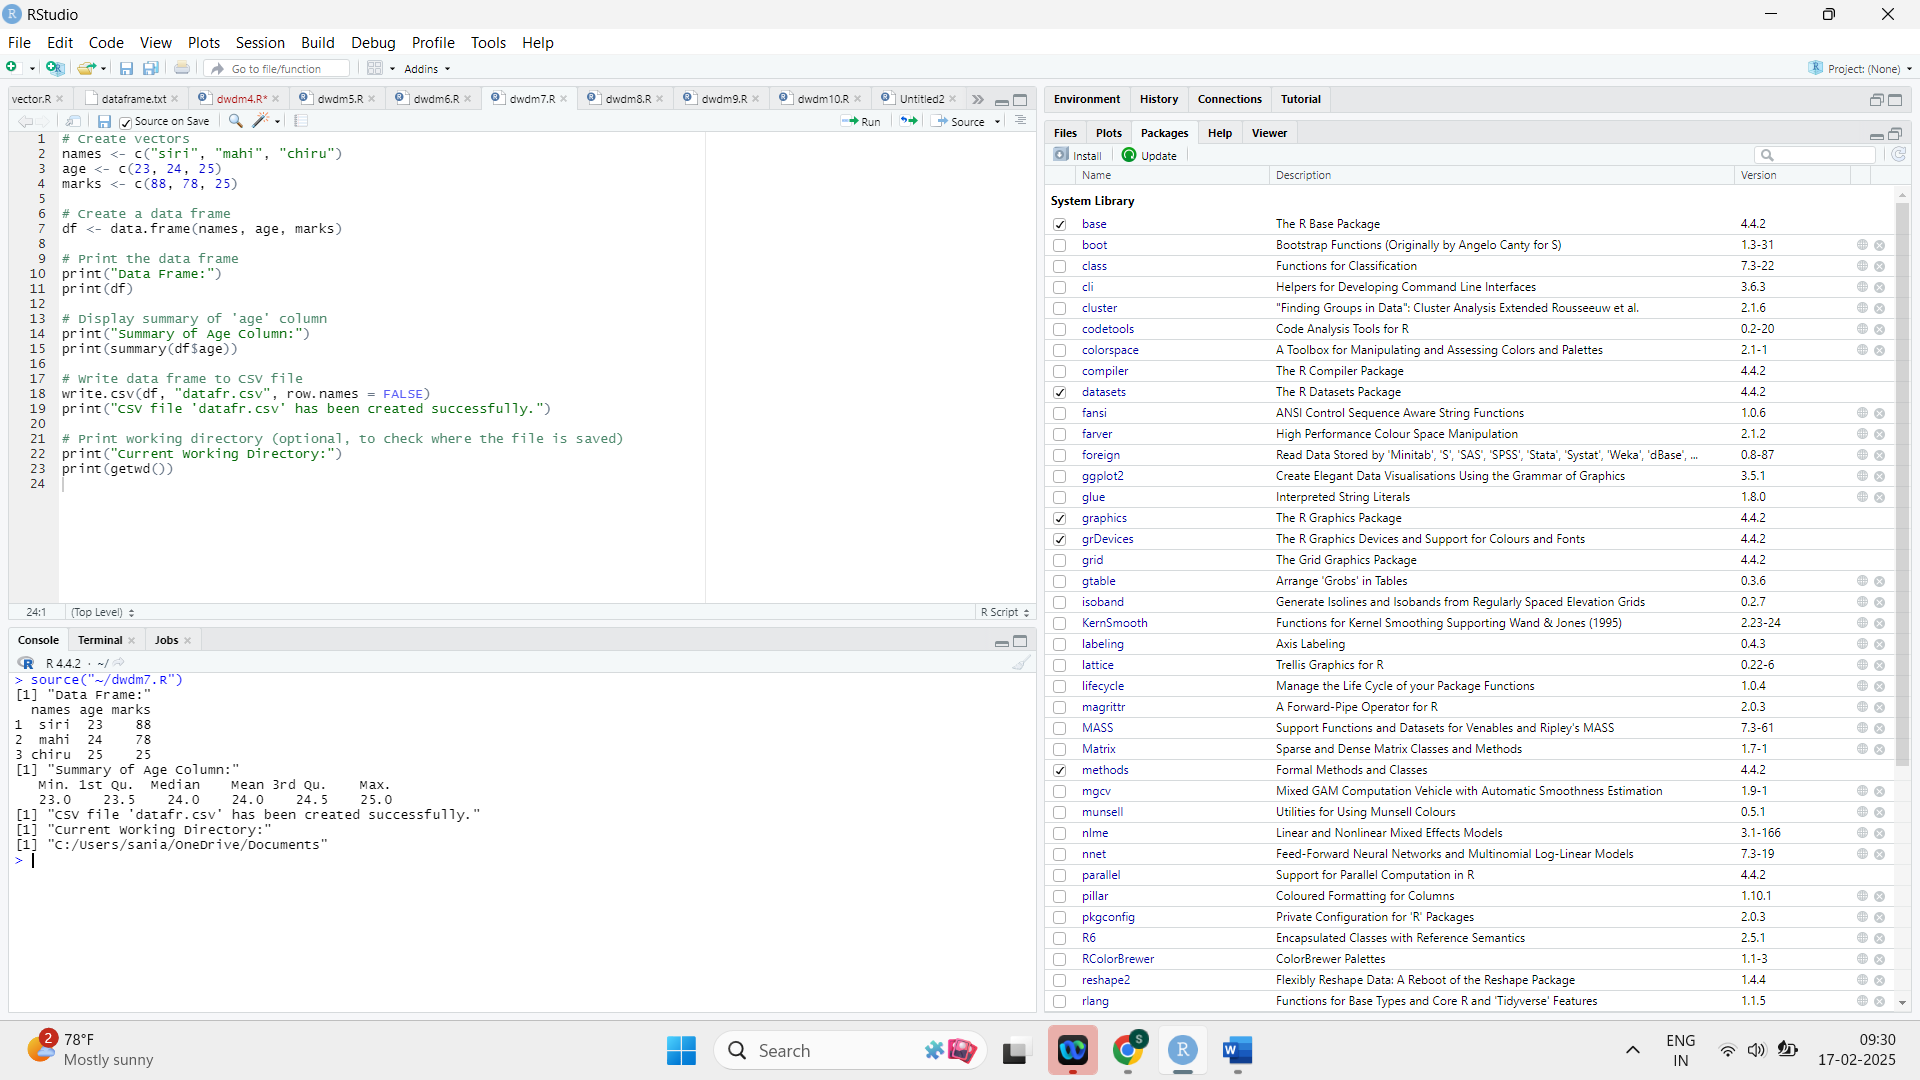 RStudio
File Edit Code View Plots Session Build Debug Profile Tools Help
Go to file/function Addins Project: (None)
vector.R dataframe.txt dwdm4.R* dwdm5.R dwdm6.R dwdm7.R dwdm8.R dwdm9.R dwdm10.R Untitled2
Source on Save Run Source
1 # Create vectors
2 names <- c("siri", "mahi", "chiru")
3 age <- c(23, 24, 25)
4 marks <- c(88, 78, 25)
5
6 # Create a data frame
7 df <- data.frame(names, age, marks)
8
9 # Print the data frame
10 print("Data Frame:")
11 print(df)
12
13 # Display summary of 'age' column
14 print("Summary of Age Column:")
15 print(summary(df$age))
16
17 # Write data frame to CSV file
18 write.csv(df, "datafr.csv", row.names = FALSE)
19 print("CSV file 'datafr.csv' has been created successfully.")
20
21 # Print working directory (optional, to check where the file is saved)
22 print("Current Working Directory:")
23 print(getwd())
24
24:1 (Top Level) R Script
Console Terminal Jobs
R 4.4.2 · ~/
> source("~/dwdm7.R")
[1] "Data Frame:"
names age marks
1 siri 23 88
2 mahi 24 78
3 chiru 25 25
[1] "Summary of Age Column:"
Min. 1st Qu. Median Mean 3rd Qu. Max.
23.0 23.5 24.0 24.0 24.5 25.0
[1] "CSV file 'datafr.csv' has been created successfully."
[1] "Current Working Directory:"
[1] "C:/Users/sania/OneDrive/Documents"
>
Environment History Connections Tutorial
Files Plots Packages Help Viewer
Install Update
Name Description Version
System Library
base The R Base Package 4.4.2
boot Bootstrap Functions (Originally by Angelo Canty for S) 1.3-31
class Functions for Classification 7.3-22
cli Helpers for Developing Command Line Interfaces 3.6.3
cluster "Finding Groups in Data": Cluster Analysis Extended Rousseeuw et al. 2.1.6
codetools Code Analysis Tools for R 0.2-20
colorspace A Toolbox for Manipulating and Assessing Colors and Palettes 2.1-1
compiler The R Compiler Package 4.4.2
datasets The R Datasets Package 4.4.2
fansi ANSI Control Sequence Aware String Functions 1.0.6
farver High Performance Colour Space Manipulation 2.1.2
foreign Read Data Stored by 'Minitab', 'S', 'SAS', 'SPSS', 'Stata', 'Systat', 'Weka', 'dBase', ... 0.8-87
ggplot2 Create Elegant Data Visualisations Using the Grammar of Graphics 3.5.1
glue Interpreted String Literals 1.8.0
graphics The R Graphics Package 4.4.2
grDevices The R Graphics Devices and Support for Colours and Fonts 4.4.2
grid The Grid Graphics Package 4.4.2
gtable Arrange 'Grobs' in Tables 0.3.6
isoband Generate Isolines and Isobands from Regularly Spaced Elevation Grids 0.2.7
KernSmooth Functions for Kernel Smoothing Supporting Wand & Jones (1995) 2.23-24
labeling Axis Labeling 0.4.3
lattice Trellis Graphics for R 0.22-6
lifecycle Manage the Life Cycle of your Package Functions 1.0.4
magrittr A Forward-Pipe Operator for R 2.0.3
MASS Support Functions and Datasets for Venables and Ripley's MASS 7.3-61
Matrix Sparse and Dense Matrix Classes and Methods 1.7-1
methods Formal Methods and Classes 4.4.2
mgcv Mixed GAM Computation Vehicle with Automatic Smoothness Estimation 1.9-1
munsell Utilities for Using Munsell Colours 0.5.1
nlme Linear and Nonlinear Mixed Effects Models 3.1-166
nnet Feed-Forward Neural Networks and Multinomial Log-Linear Models 7.3-19
parallel Support for Parallel Computation in R 4.4.2
pillar Coloured Formatting for Columns 1.10.1
pkgconfig Private Configuration for 'R' Packages 2.0.3
R6 Encapsulated Classes with Reference Semantics 2.5.1
RColorBrewer ColorBrewer Palettes 1.1-3
reshape2 Flexibly Reshape Data: A Reboot of the Reshape Package 1.4.4
rlang Functions for Base Types and Core R and 'Tidyverse' Features 1.1.5
2
78°F
Mostly sunny
Search
S
R
W
ENG
IN
09:30
17-02-2025